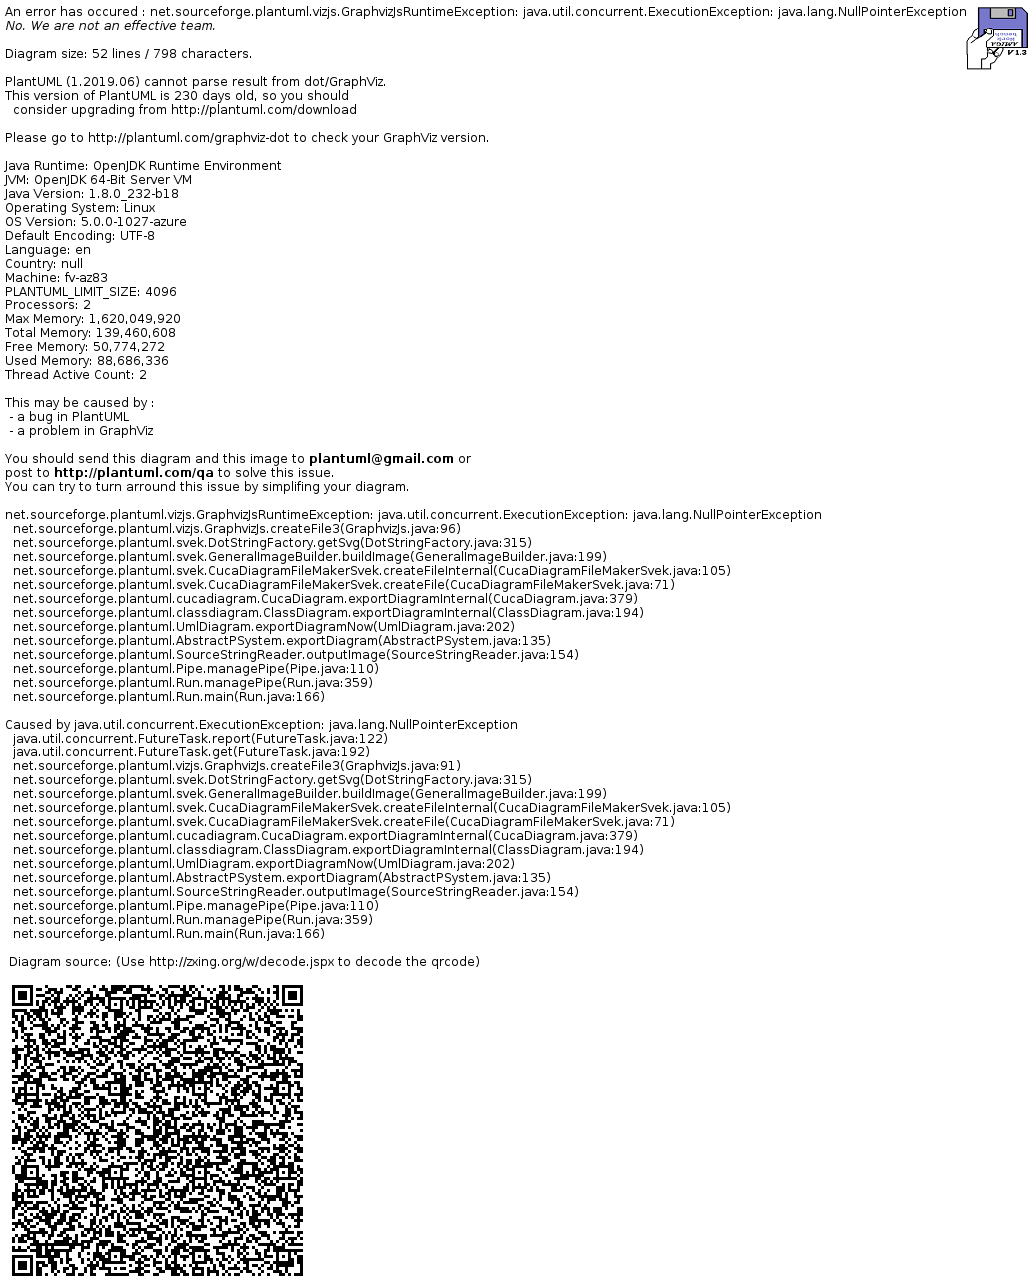 An error has occured : net.sourceforge.plantuml.vizjs.GraphvizJsRuntimeException: java.util.concurrent.ExecutionException: java.lang.NullPointerException
No. We are not an effective team.
Diagram size: 52 lines / 798 characters.
PlantUML (1.2019.06) cannot parse result from dot/GraphViz.
This version of PlantUML is 230 days old, so you should
consider upgrading from http://plantuml.com/download
Please go to http://plantuml.com/graphviz-dot to check your GraphViz version.
Java Runtime: OpenJDK Runtime Environment
JVM: OpenJDK 64-Bit Server VM
Java Version: 1.8.0_232-b18
Operating System: Linux
OS Version: 5.0.0-1027-azure
Default Encoding: UTF-8
Language: en
Country: null
Machine: fv-az83
PLANTUML_LIMIT_SIZE: 4096
Processors: 2
Max Memory: 1,620,049,920
Total Memory: 139,460,608
Free Memory: 50,774,272
Used Memory: 88,686,336
Thread Active Count: 2
This may be caused by :
- a bug in PlantUML
- a problem in GraphViz
You should send this diagram and this image to plantuml@gmail.com or
post to http://plantuml.com/qa to solve this issue.
You can try to turn arround this issue by simplifing your diagram.
net.sourceforge.plantuml.vizjs.GraphvizJsRuntimeException: java.util.concurrent.ExecutionException: java.lang.NullPointerException
net.sourceforge.plantuml.vizjs.GraphvizJs.createFile3(GraphvizJs.java:96)
net.sourceforge.plantuml.svek.DotStringFactory.getSvg(DotStringFactory.java:315)
net.sourceforge.plantuml.svek.GeneralImageBuilder.buildImage(GeneralImageBuilder.java:199)
net.sourceforge.plantuml.svek.CucaDiagramFileMakerSvek.createFileInternal(CucaDiagramFileMakerSvek.java:105)
net.sourceforge.plantuml.svek.CucaDiagramFileMakerSvek.createFile(CucaDiagramFileMakerSvek.java:71)
net.sourceforge.plantuml.cucadiagram.CucaDiagram.exportDiagramInternal(CucaDiagram.java:379)
net.sourceforge.plantuml.classdiagram.ClassDiagram.exportDiagramInternal(ClassDiagram.java:194)
net.sourceforge.plantuml.UmlDiagram.exportDiagramNow(UmlDiagram.java:202)
net.sourceforge.plantuml.AbstractPSystem.exportDiagram(AbstractPSystem.java:135)
net.sourceforge.plantuml.SourceStringReader.outputImage(SourceStringReader.java:154)
net.sourceforge.plantuml.Pipe.managePipe(Pipe.java:110)
net.sourceforge.plantuml.Run.managePipe(Run.java:359)
net.sourceforge.plantuml.Run.main(Run.java:166)
Caused by java.util.concurrent.ExecutionException: java.lang.NullPointerException
java.util.concurrent.FutureTask.report(FutureTask.java:122)
java.util.concurrent.FutureTask.get(FutureTask.java:192)
net.sourceforge.plantuml.vizjs.GraphvizJs.createFile3(GraphvizJs.java:91)
net.sourceforge.plantuml.svek.DotStringFactory.getSvg(DotStringFactory.java:315)
net.sourceforge.plantuml.svek.GeneralImageBuilder.buildImage(GeneralImageBuilder.java:199)
net.sourceforge.plantuml.svek.CucaDiagramFileMakerSvek.createFileInternal(CucaDiagramFileMakerSvek.java:105)
net.sourceforge.plantuml.svek.CucaDiagramFileMakerSvek.createFile(CucaDiagramFileMakerSvek.java:71)
net.sourceforge.plantuml.cucadiagram.CucaDiagram.exportDiagramInternal(CucaDiagram.java:379)
net.sourceforge.plantuml.classdiagram.ClassDiagram.exportDiagramInternal(ClassDiagram.java:194)
net.sourceforge.plantuml.UmlDiagram.exportDiagramNow(UmlDiagram.java:202)
net.sourceforge.plantuml.AbstractPSystem.exportDiagram(AbstractPSystem.java:135)
net.sourceforge.plantuml.SourceStringReader.outputImage(SourceStringReader.java:154)
net.sourceforge.plantuml.Pipe.managePipe(Pipe.java:110)
net.sourceforge.plantuml.Run.managePipe(Run.java:359)
net.sourceforge.plantuml.Run.main(Run.java:166)
Diagram source: (Use http://zxing.org/w/decode.jspx to decode the qrcode)
AMIGA
V1.3